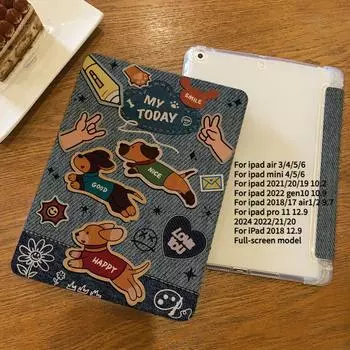 SMILE
MY
TODAY
NICE
GOOD
HAPPY
For ipad air 3/4/5/6
For ipad mini 4/5/6
For iPad 2021/20/19 10.2
For ipad 2022 gen10 10.9
For iPad 2018/17 air1/2 9.7
For ipad pro 11 12.9
2024 2022/21/20
For iPad 2018 12.9
Full-screen model